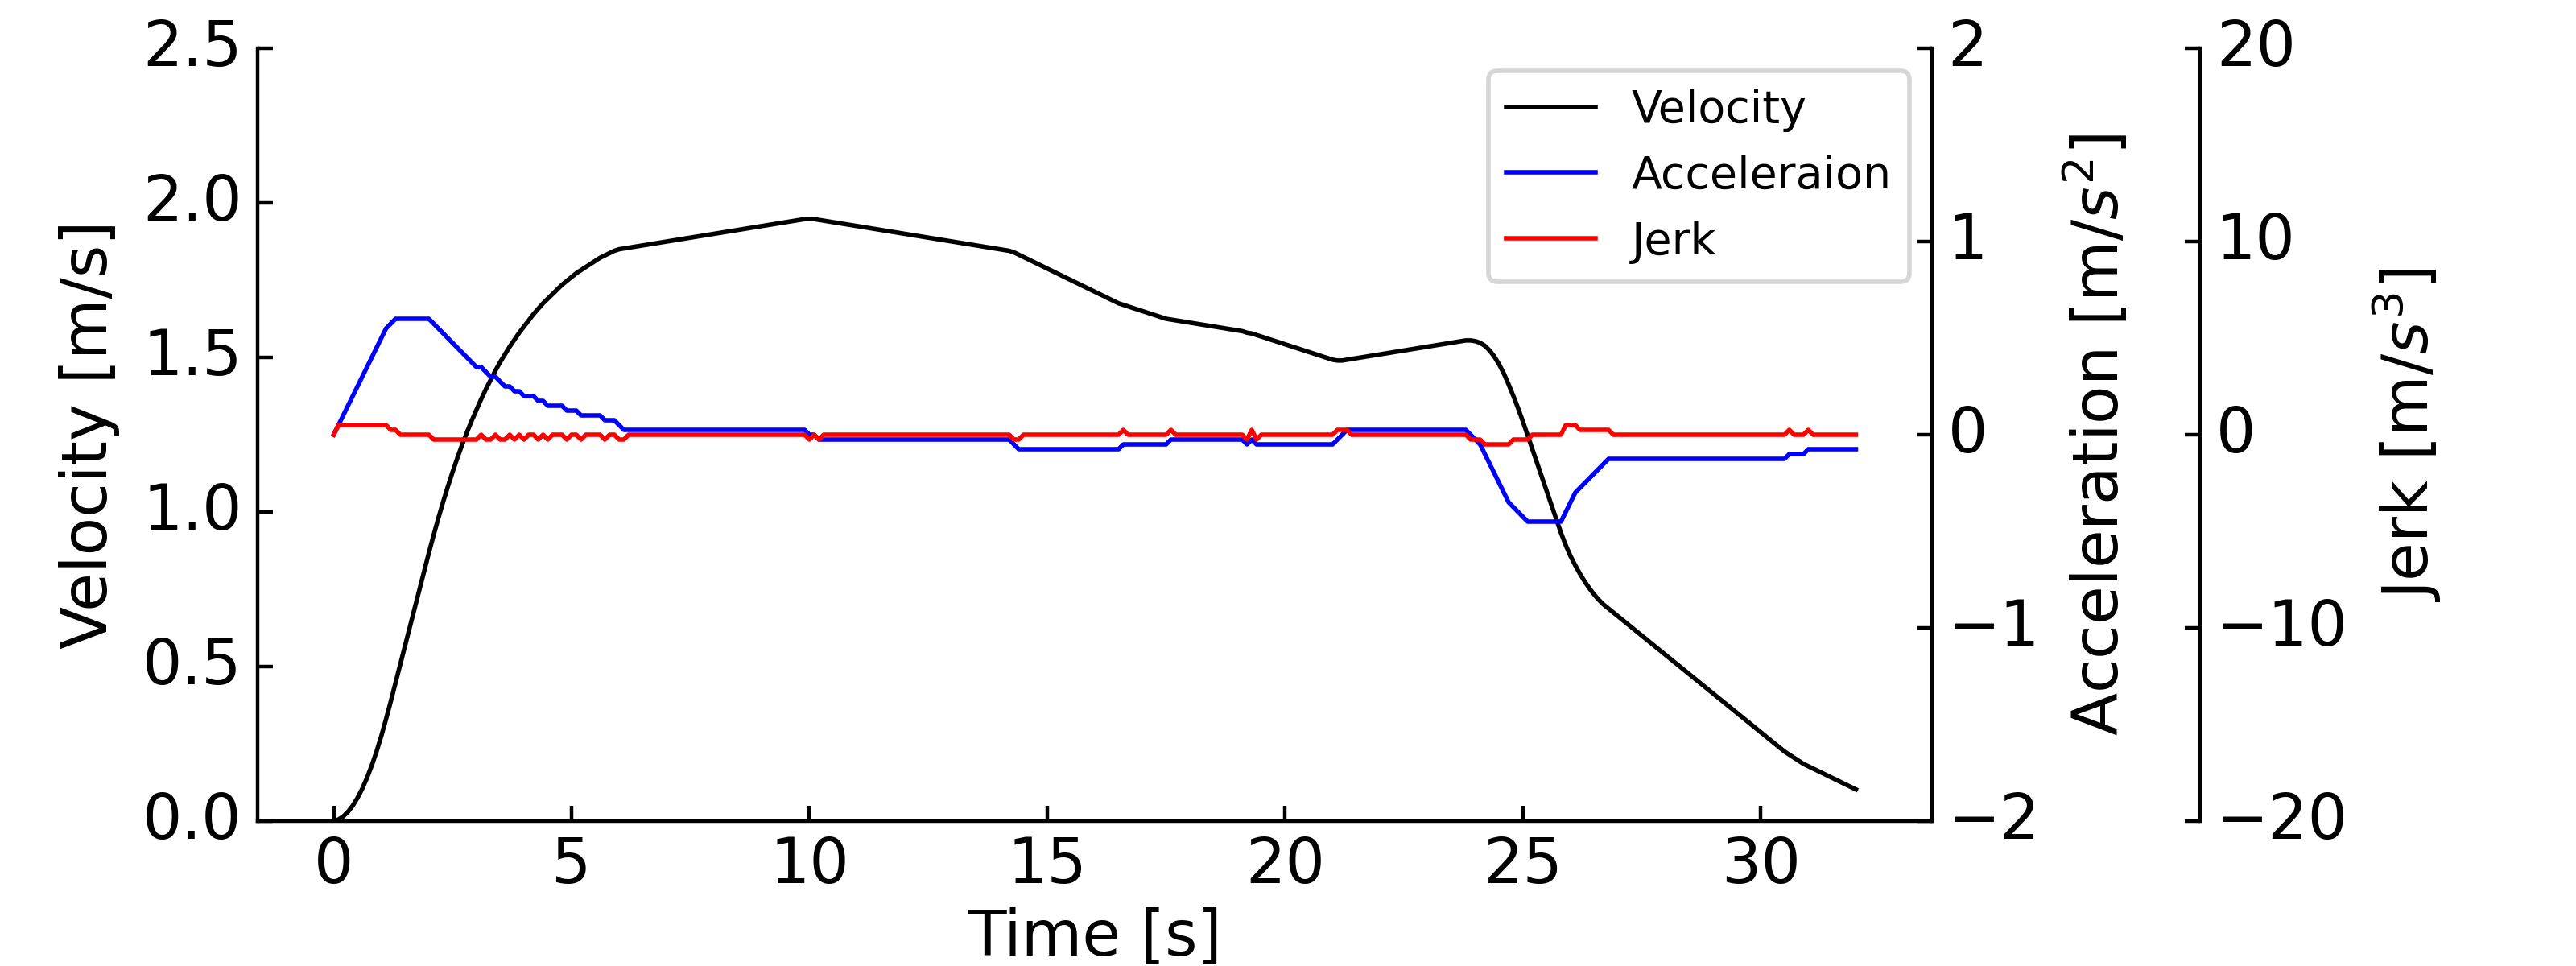 2.5
2.0
1.5
1.0
0.5
0.0
Velocity [m/s]
0 5 10 15 20 25 30
Time [s]
Velocity
Acceleraion
Jerk
2
1
0
−1
−2
Acceleration [m/s²]
20
10
0
−10
−20
Jerk [m/s³]